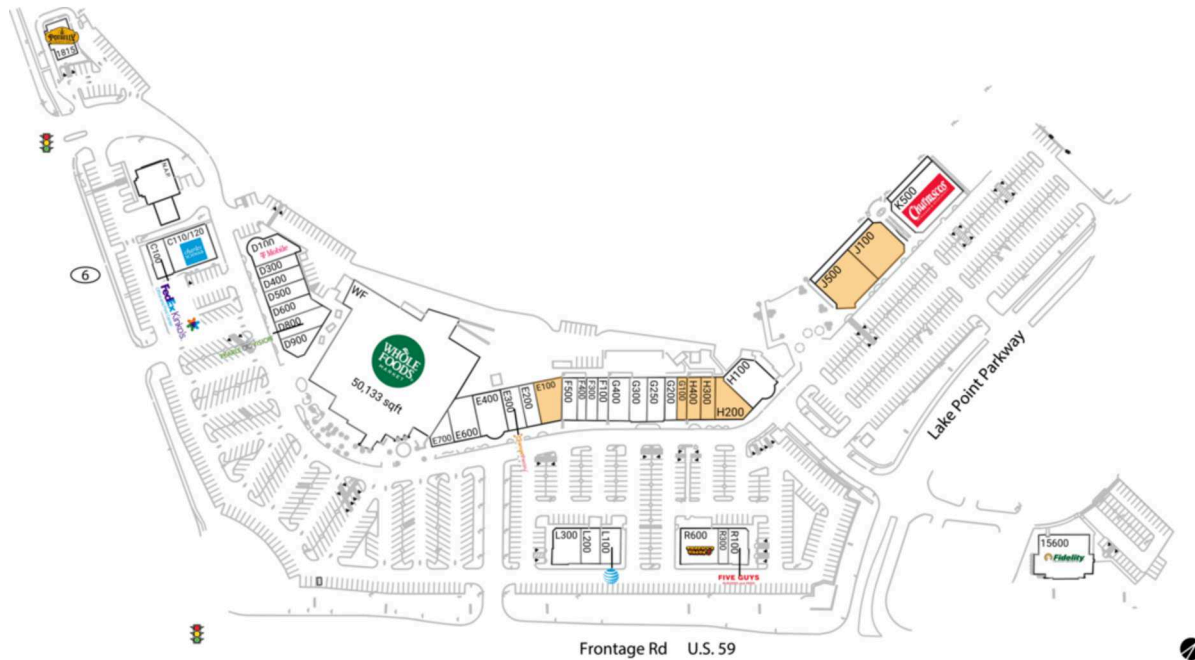 POTBELLY
1815
N.A.P.
C100
C110/120
FedEx Kinko's
6
D100
T Mobile
D300
D400
D500
D600
D800
D900
WF
WHOLE
FOODS
MARKET
50,133 sqft
E700
E600
E400
E300
E200
E100
F500
F400
F300
F100
G400
G300
G250
G200
G100
H400
H300
H200
H100
J500
J100
K500
Churrascos
Lake Point Parkway
L300
L200
L100
R600
R300
R100
FIVE GUYS
15600
Fidelity
Frontage Rd U.S. 59